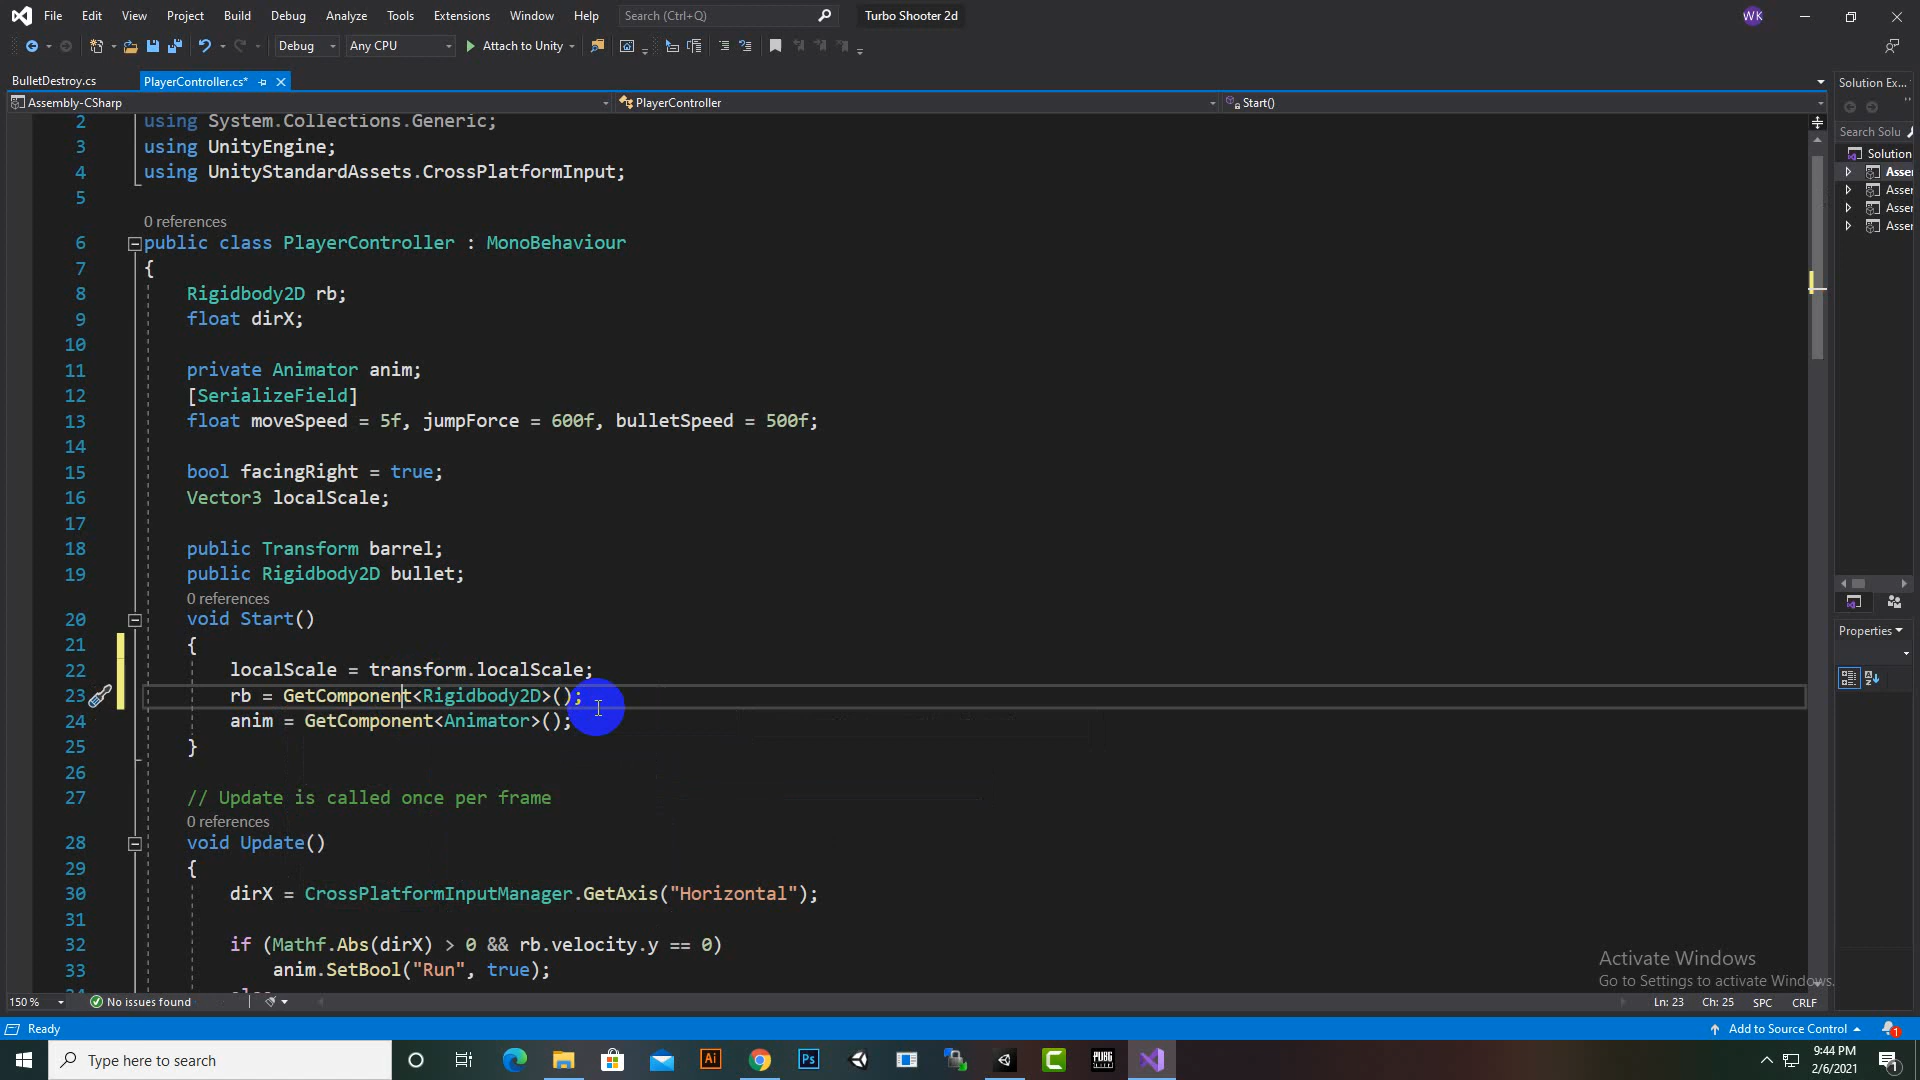 File Edit View Project Build Debug Analyze Tools Extensions Window Help Search (Ctrl+Q) Turbo Shooter 2d WK
Debug Any CPU Attach to Unity
BulletDestroy.cs PlayerController.cs*
Assembly-CSharp PlayerController Start()
Solution Ex...
Search Solu
Solution
Asse
Asse
Asse
Asse
Properties
2 using System.Collections.Generic;
3 using UnityEngine;
4 using UnityStandardAssets.CrossPlatformInput;
5
0 references
6 public class PlayerController : MonoBehaviour
7 {
8 Rigidbody2D rb;
9 float dirX;
10
11 private Animator anim;
12 [SerializeField]
13 float moveSpeed = 5f, jumpForce = 600f, bulletSpeed = 500f;
14
15 bool facingRight = true;
16 Vector3 localScale;
17
18 public Transform barrel;
19 public Rigidbody2D bullet;
0 references
20 void Start()
21 {
22 localScale = transform.localScale;
23 rb = GetComponent<Rigidbody2D>();
24 anim = GetComponent<Animator>();
25 }
26
27 // Update is called once per frame
0 references
28 void Update()
29 {
30 dirX = CrossPlatformInputManager.GetAxis("Horizontal");
31
32 if (Mathf.Abs(dirX) > 0 && rb.velocity.y == 0)
33 anim.SetBool("Run", true);
Activate Windows
Go to Settings to activate Windows.
150 % No issues found Ln: 23 Ch: 25 SPC CRLF
Ready Add to Source Control 1
Type here to search Ai Ps PUBG 9:44 PM
2/6/2021 1